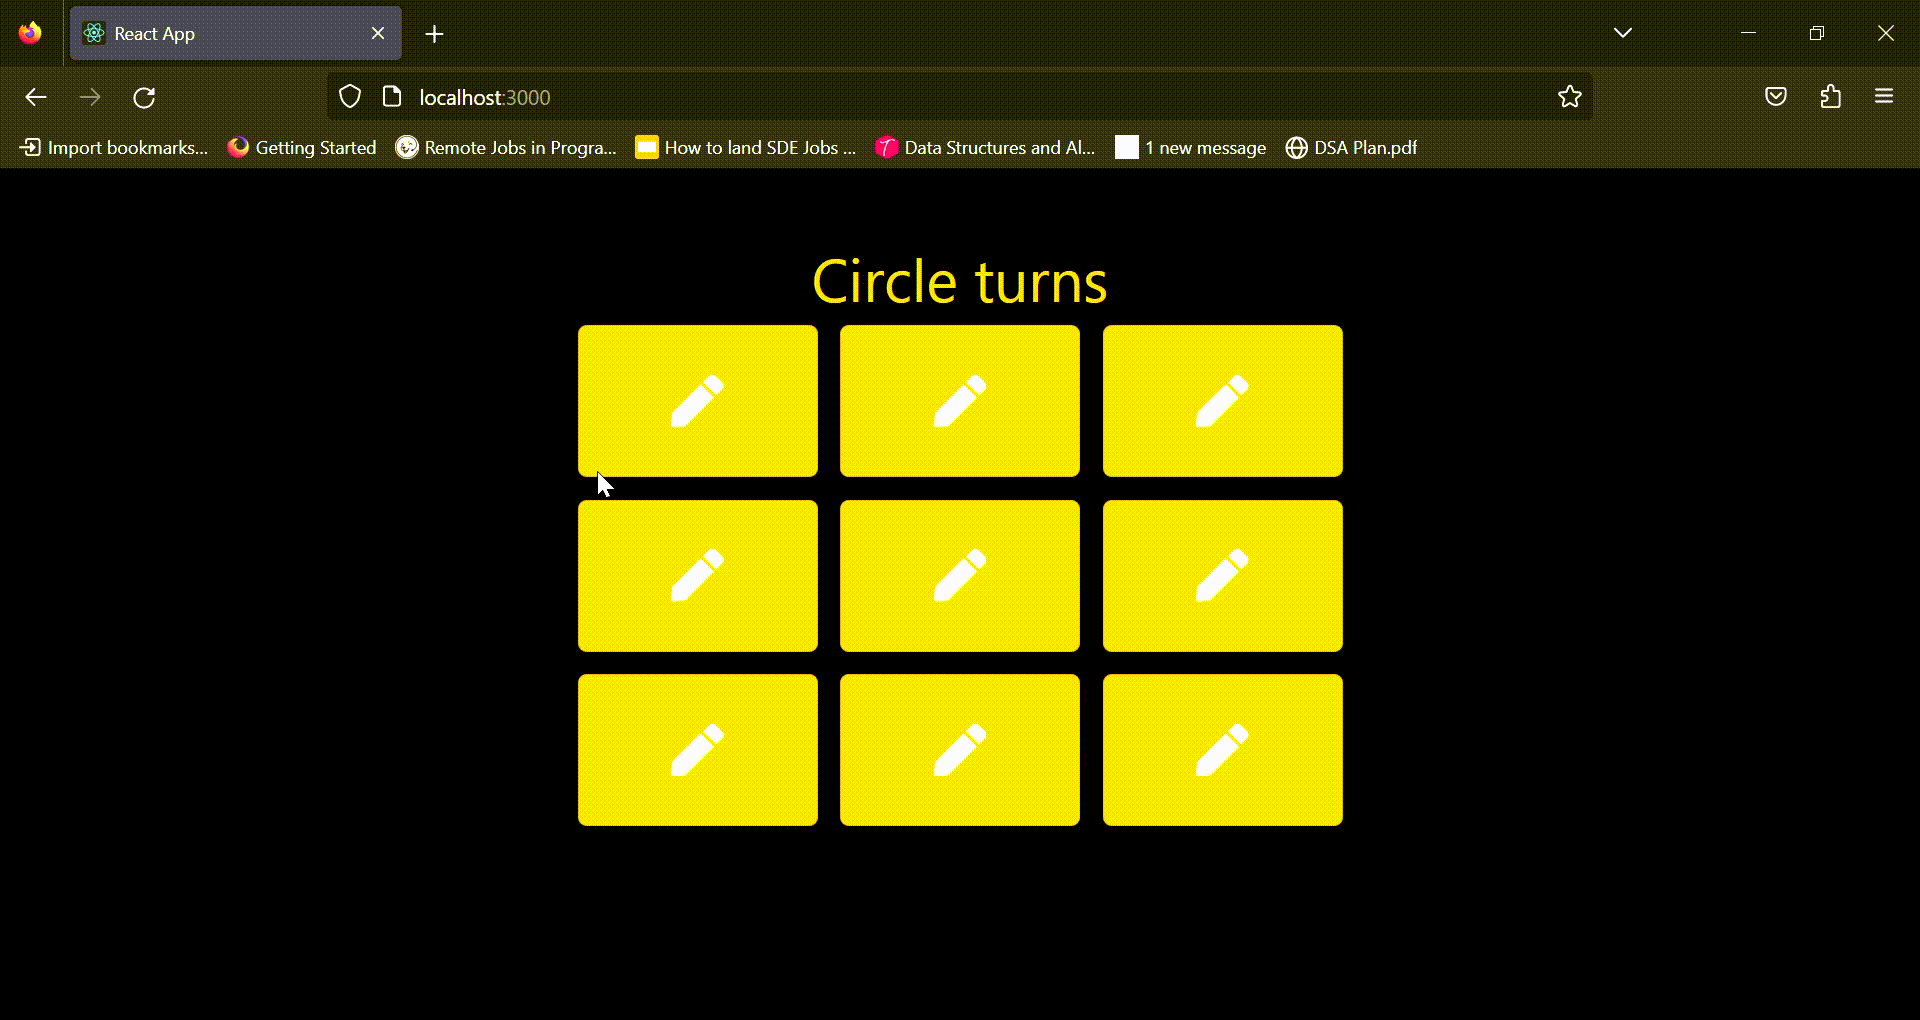 React App
localhost:3000
Import bookmarks... Getting Started Remote Jobs in Progra... How to land SDE Jobs ... Data Structures and Al... 1 new message DSA Plan.pdf
Circle turns